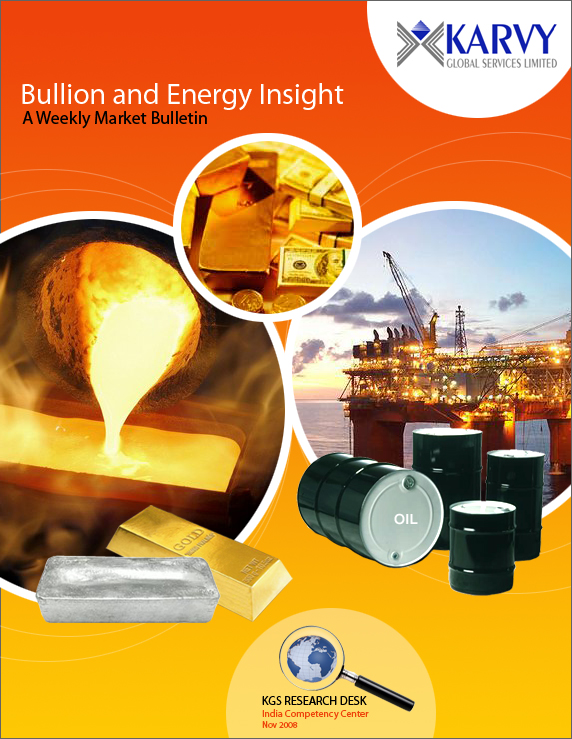 KARVY
GLOBAL SERVICES LIMITED
Bullion and Energy Insight
A Weekly Market Bulletin
GOLD
OIL
KGS RESEARCH DESK
India Competency Center
Nov 2008